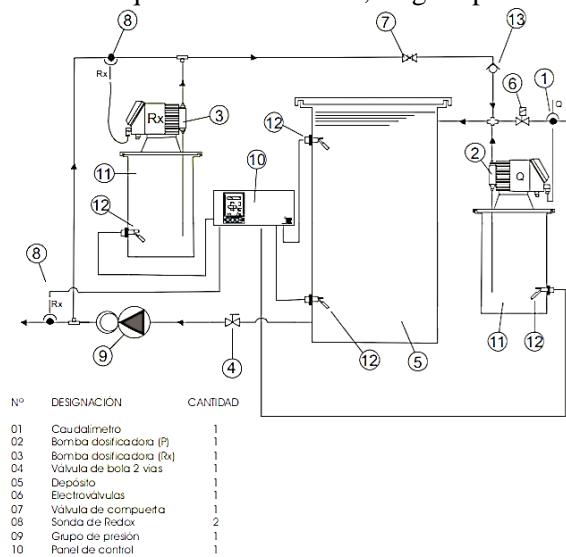 8
7
13
Rx
Rx
3
6
1
Q
12
2
Q
10
11
12
8
Rx
12
5
11
12
9
4
Nº DESIGNACIÓN CANTIDAD
01 Caudalímetro 1
02 Bomba dosificadora (P) 1
03 Bomba dosificadora (Rx) 1
04 Válvula de bola 2 vias 1
05 Depósito 1
06 Electroválvulas 1
07 Válvula de compuerta 1
08 Sonda de Redox 2
09 Grupo de presión 1
10 Panel de control 1